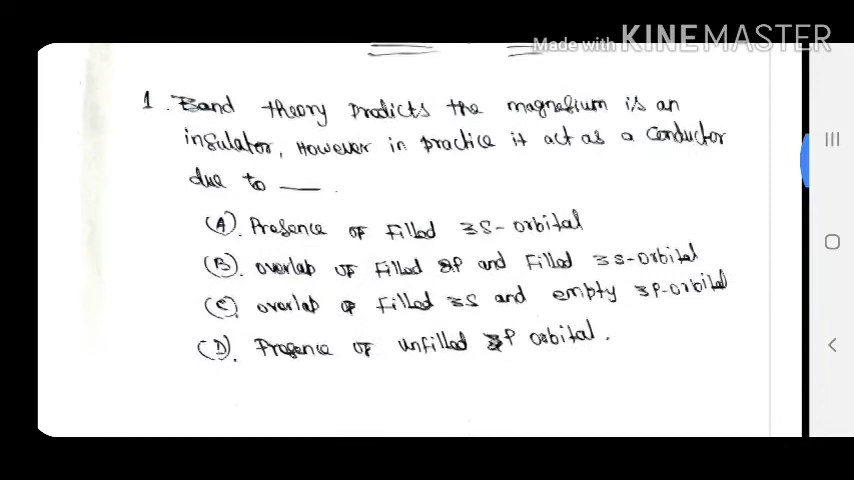 Made with KINEMASTER
1. Band theory Predicts the magnesium is an
insulator, However in practice it act as a conductor
due to ___.
(A). Presence of filled 3S-orbital
(B). overlap of filled 2P and filled 3S-orbital
(C). overlap of filled 3S and empty 3P-orbital
(D). Presence of unfilled 3P orbital.